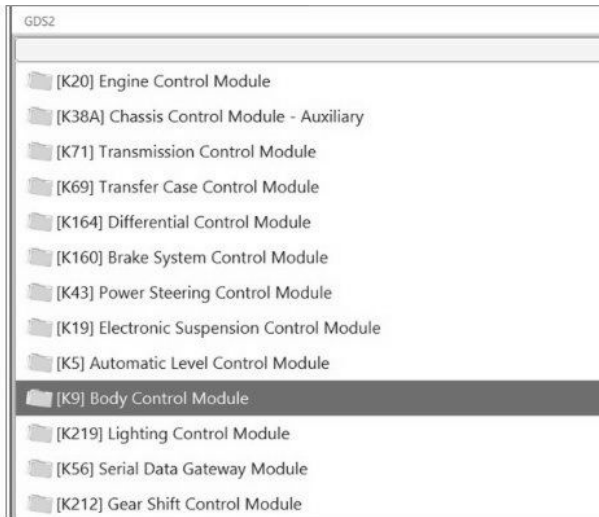 GDS2
[K20] Engine Control Module
[K38A] Chassis Control Module - Auxiliary
[K71] Transmission Control Module
[K69] Transfer Case Control Module
[K164] Differential Control Module
[K160] Brake System Control Module
[K43] Power Steering Control Module
[K19] Electronic Suspension Control Module
[K5] Automatic Level Control Module
[K9] Body Control Module
[K219] Lighting Control Module
[K56] Serial Data Gateway Module
[K212] Gear Shift Control Module